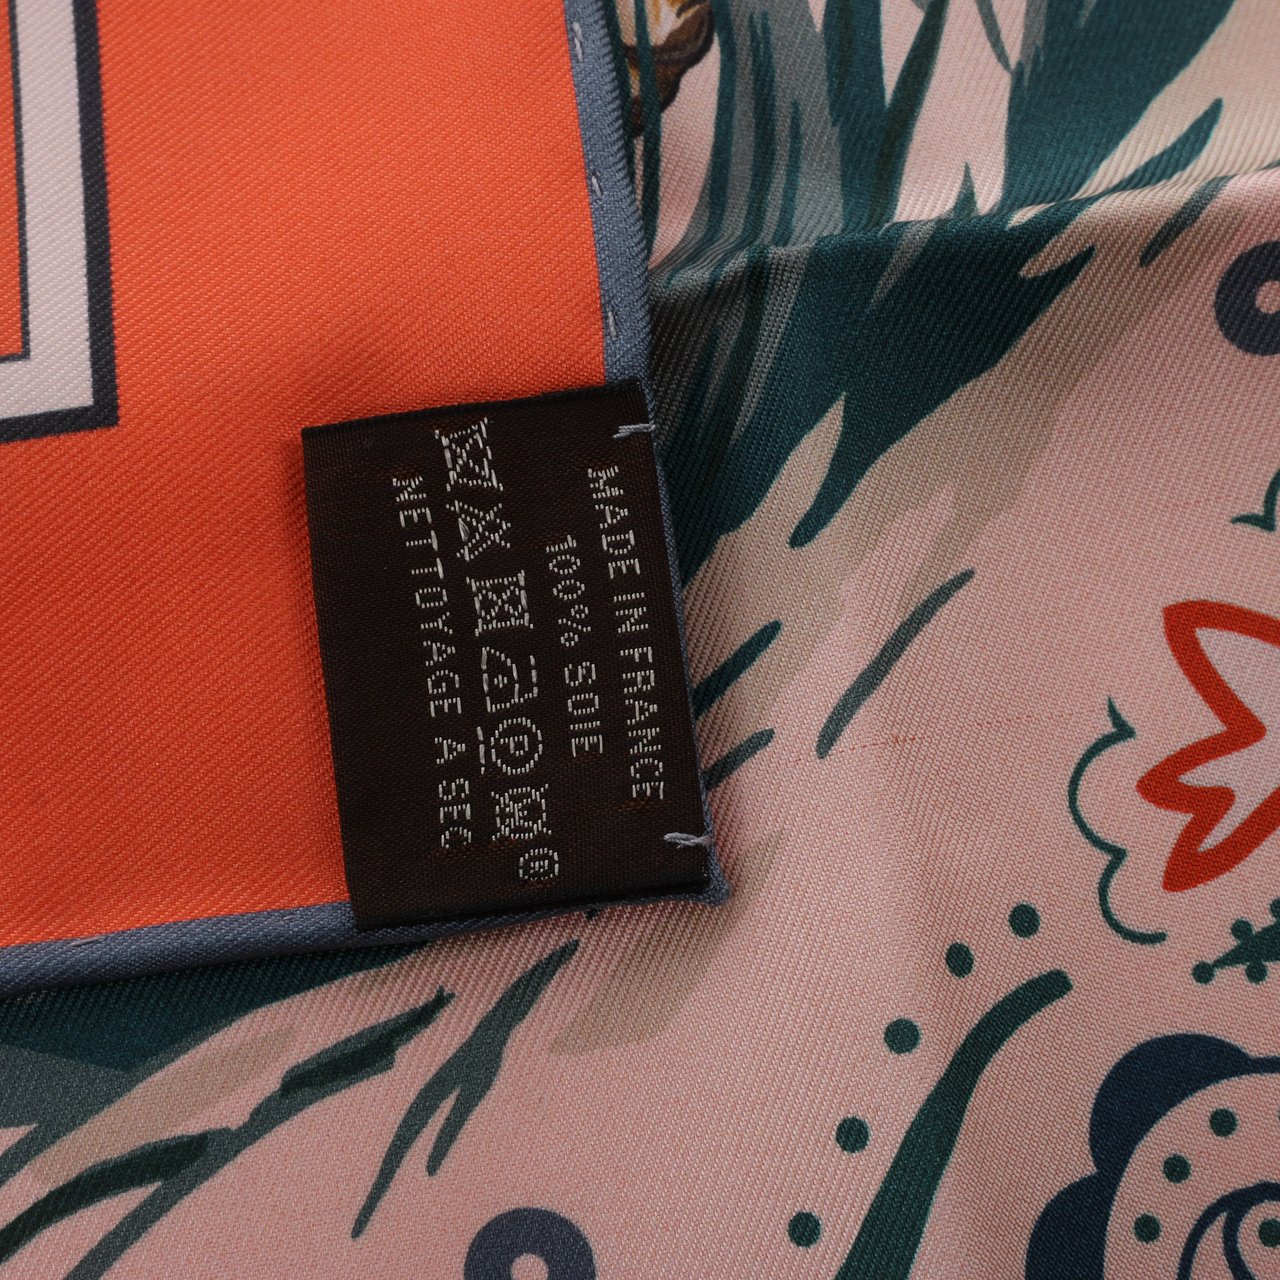 MADE IN FRANCE
100% SOIE
P W ®
NETTOYAGE A SEC